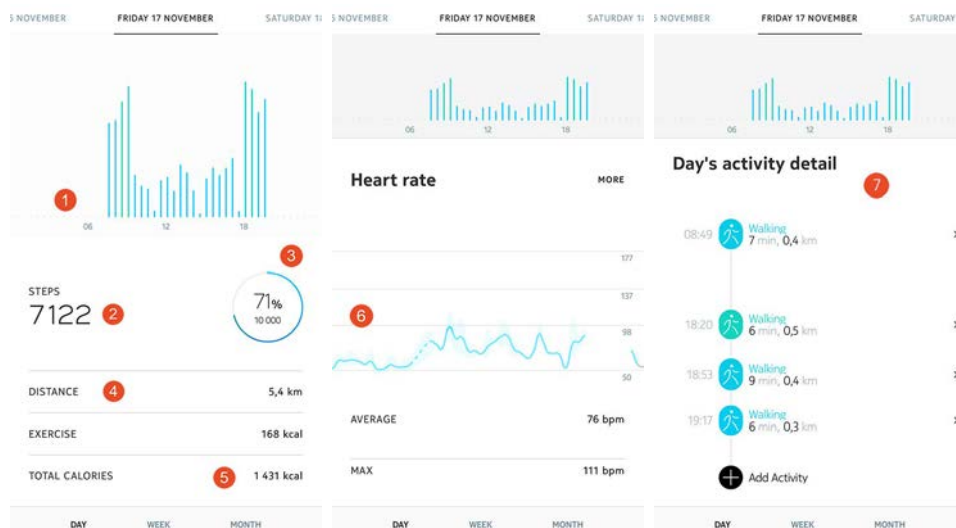 5 NOVEMBER FRIDAY 17 NOVEMBER SATURDAY 1
1
06 12 18
3
STEPS
7122 2
71%
10 000
DISTANCE 4 5,4 km
EXERCISE 168 kcal
TOTAL CALORIES 5 1 431 kcal
DAY WEEK MONTH
5 NOVEMBER FRIDAY 17 NOVEMBER SATURDAY 1
06 12 18
Heart rate MORE
177
137
6
98
50
AVERAGE 76 bpm
MAX 111 bpm
DAY WEEK MONTH
5 NOVEMBER FRIDAY 17 NOVEMBER SATURDAY
06 12 18
Day's activity detail
7
08:49 Walking
7 min, 0,4 km
18:20 Walking
6 min, 0,5 km
18:53 Walking
9 min, 0,4 km
19:17 Walking
6 min, 0,3 km
Add Activity
DAY WEEK MONTH